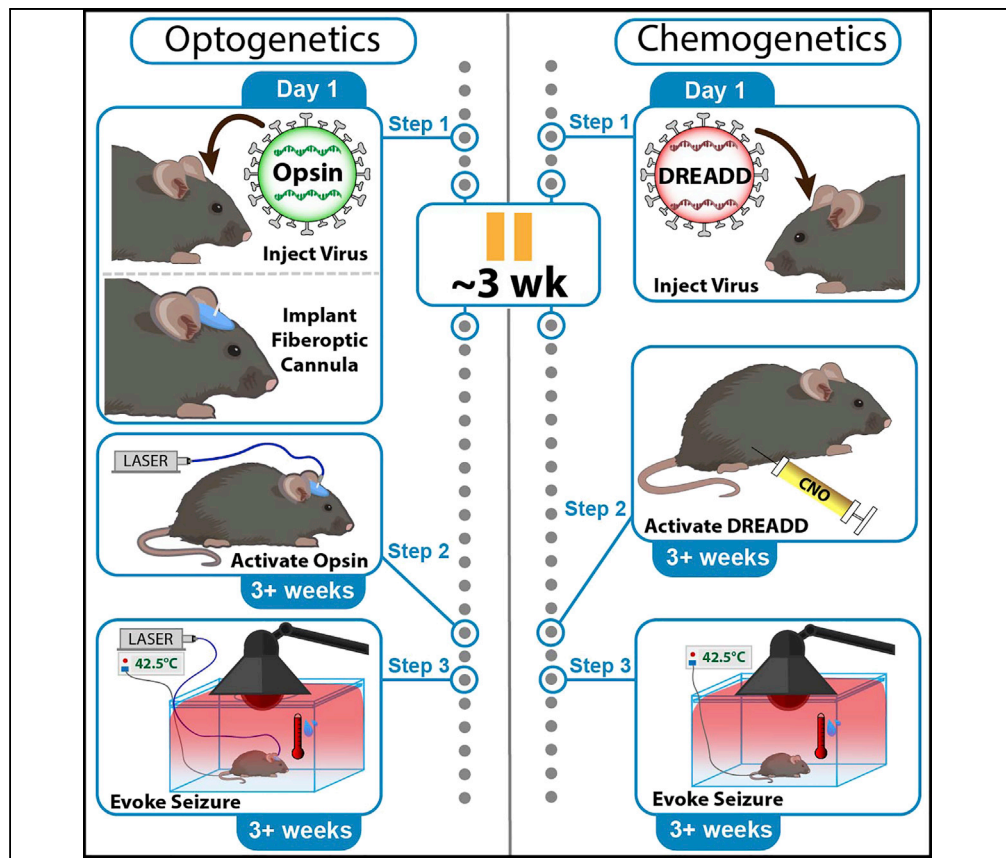 Optogenetics
Day 1
Step 1
Opsin
Inject Virus
Implant
Fiberoptic
Cannula
~3 wk
LASER
Activate Opsin
Step 2
3+ weeks
LASER
42.5°C
Step 3
Evoke Seizure
3+ weeks
Chemogenetics
Day 1
Step 1
DREADD
Inject Virus
CNO
Step 2
Activate DREADD
3+ weeks
Step 3
42.5°C
Evoke Seizure
3+ weeks